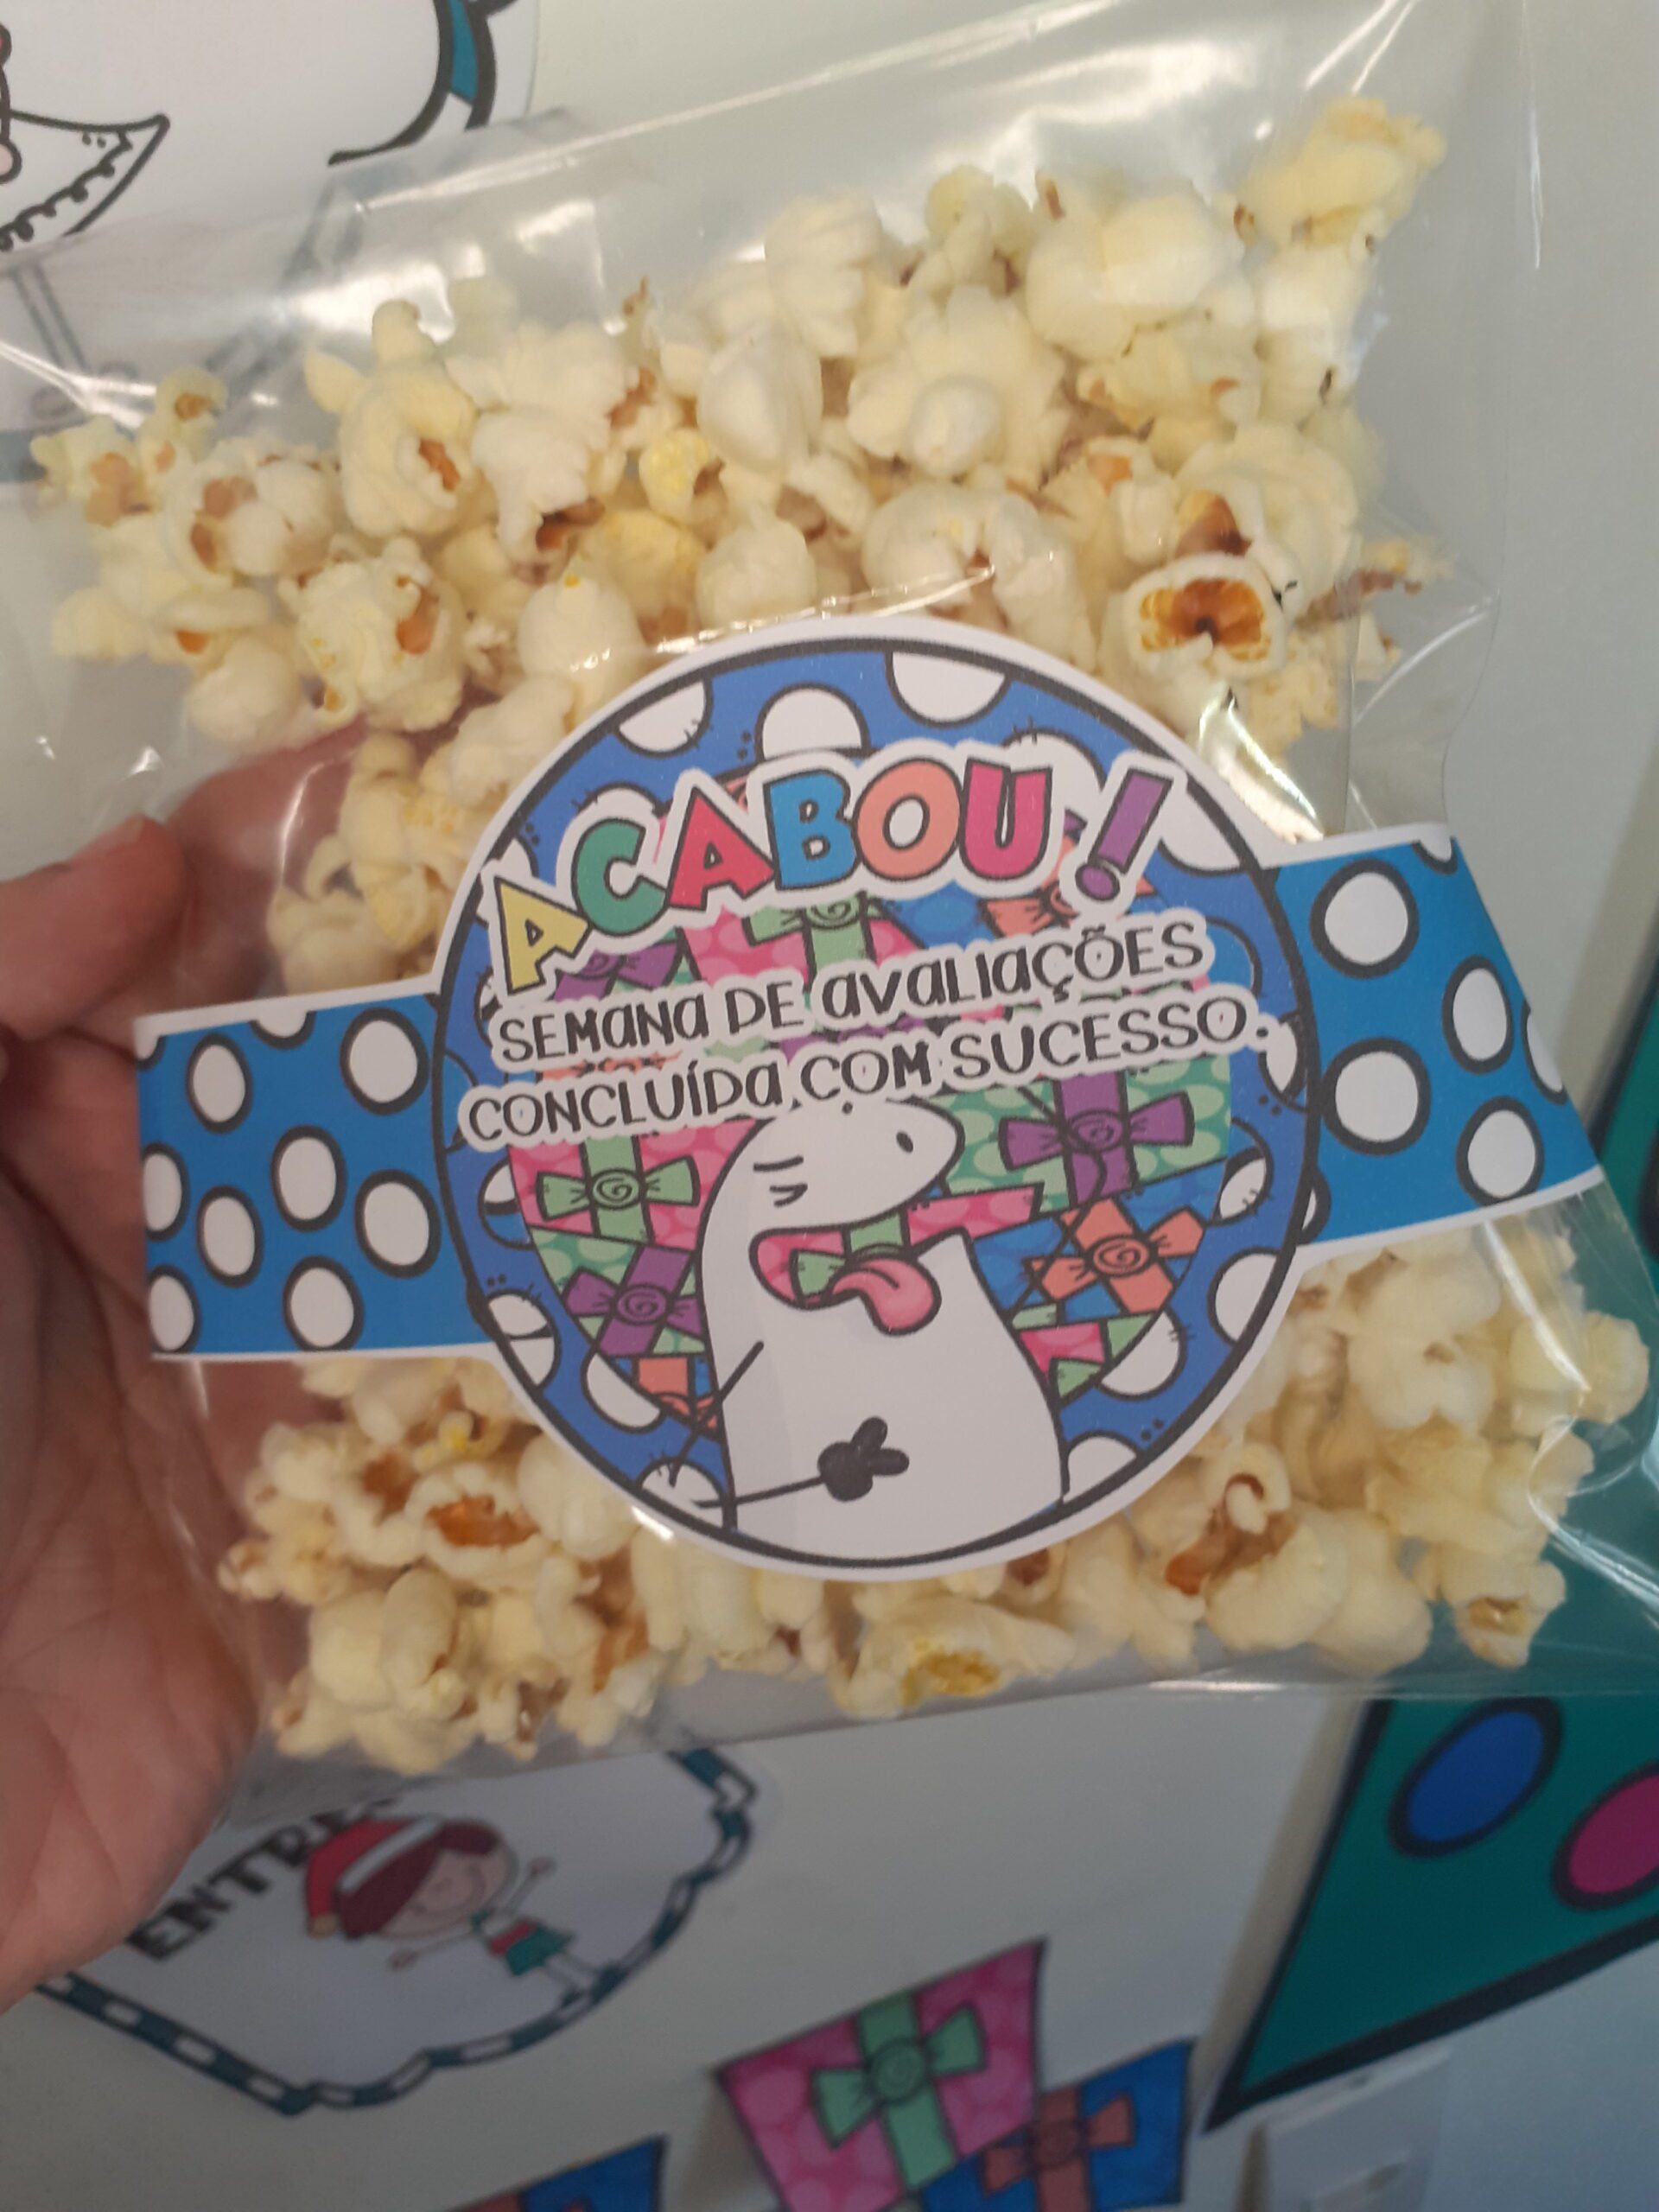 ACABOU!
SEMANA DE AVALIAÇÕES
CONCLUÍDA COM SUCESSO.